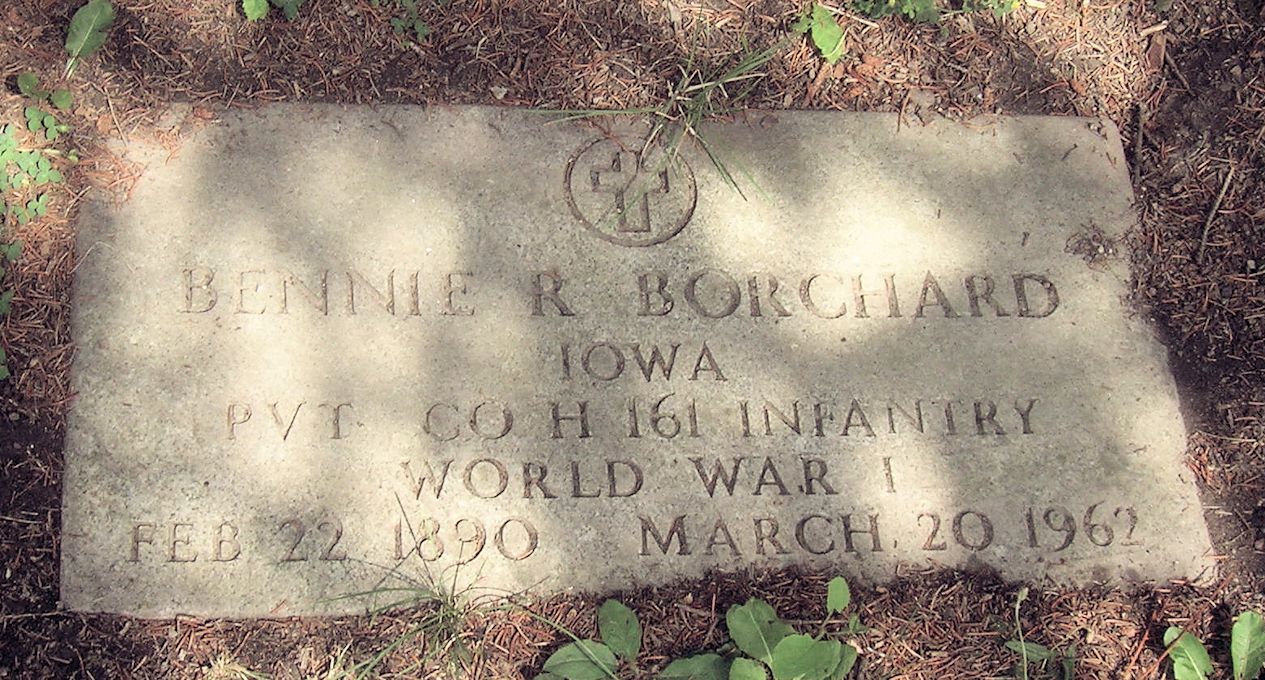 BENNIE R BORCHARD
IOWA
PVT CO H 161 INFANTRY
WORLD WAR I
FEB 22 1890 MARCH 20 1962